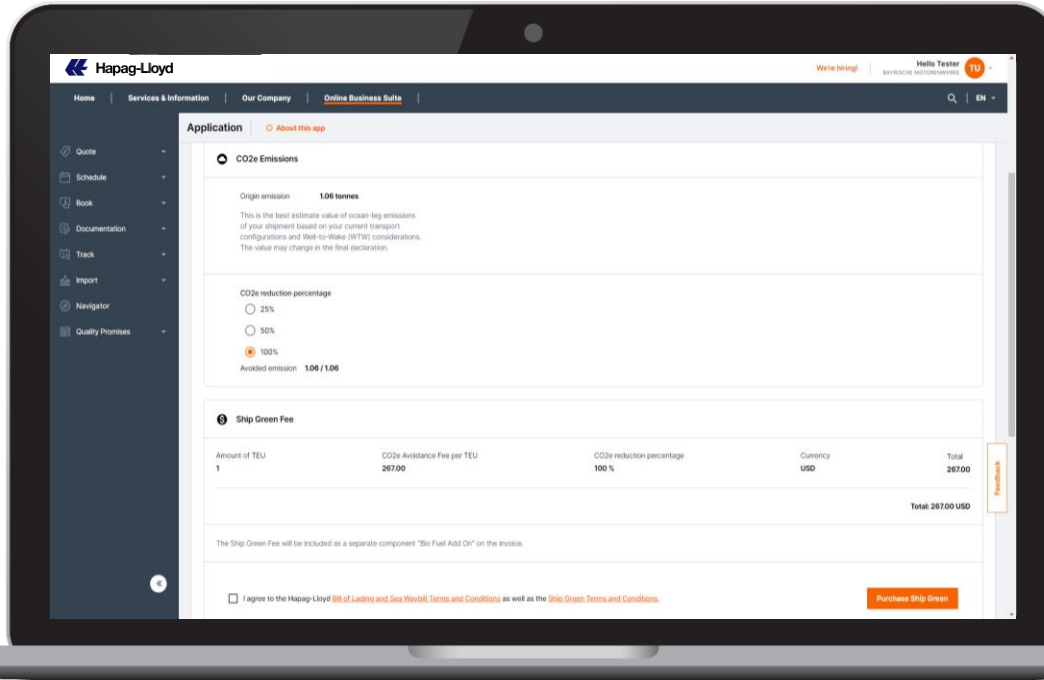 Hapag-Lloyd
We're hiring!
Hello Tester
BAYRISCHE MOTORENWERKE
TU
Home
Services & Information
Our Company
Online Business Suite
EN
Application
About this app
Quote
Schedule
Book
Documentation
Track
Import
Navigator
Quality Promises
CO2e Emissions
Origin emission 1.06 tonnes
This is the best estimate value of ocean-leg emissions
of your shipment based on your current transport
configurations and Well-to-Wake (WTW) considerations.
The value may change in the final declaration.
CO2e reduction percentage
25%
50%
100%
Avoided emission 1.06 / 1.06
Ship Green Fee
Amount of TEU CO2e Avoidance Fee per TEU CO2e reduction percentage Currency Total
1 267.00 100 % USD 267.00
Total: 267.00 USD
The Ship Green Fee will be included as a separate component "Bio Fuel Add On" on the invoice.
I agree to the Hapag-Lloyd Bill of Lading and Sea Waybill Terms and Conditions as well as the Ship Green Terms and Conditions.
Purchase Ship Green
Feedback